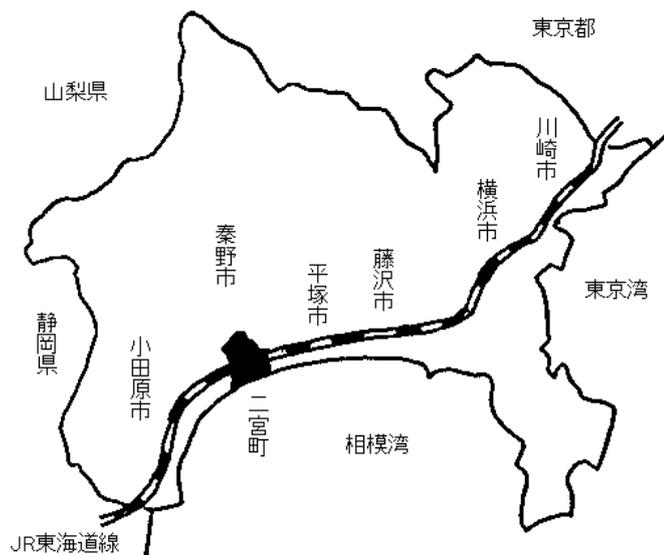 東京都
山梨県
川崎市
横浜市
秦野市
藤沢市
平塚市
東京湾
静岡県
小田原市
二宮町
相模湾
JR東海道線